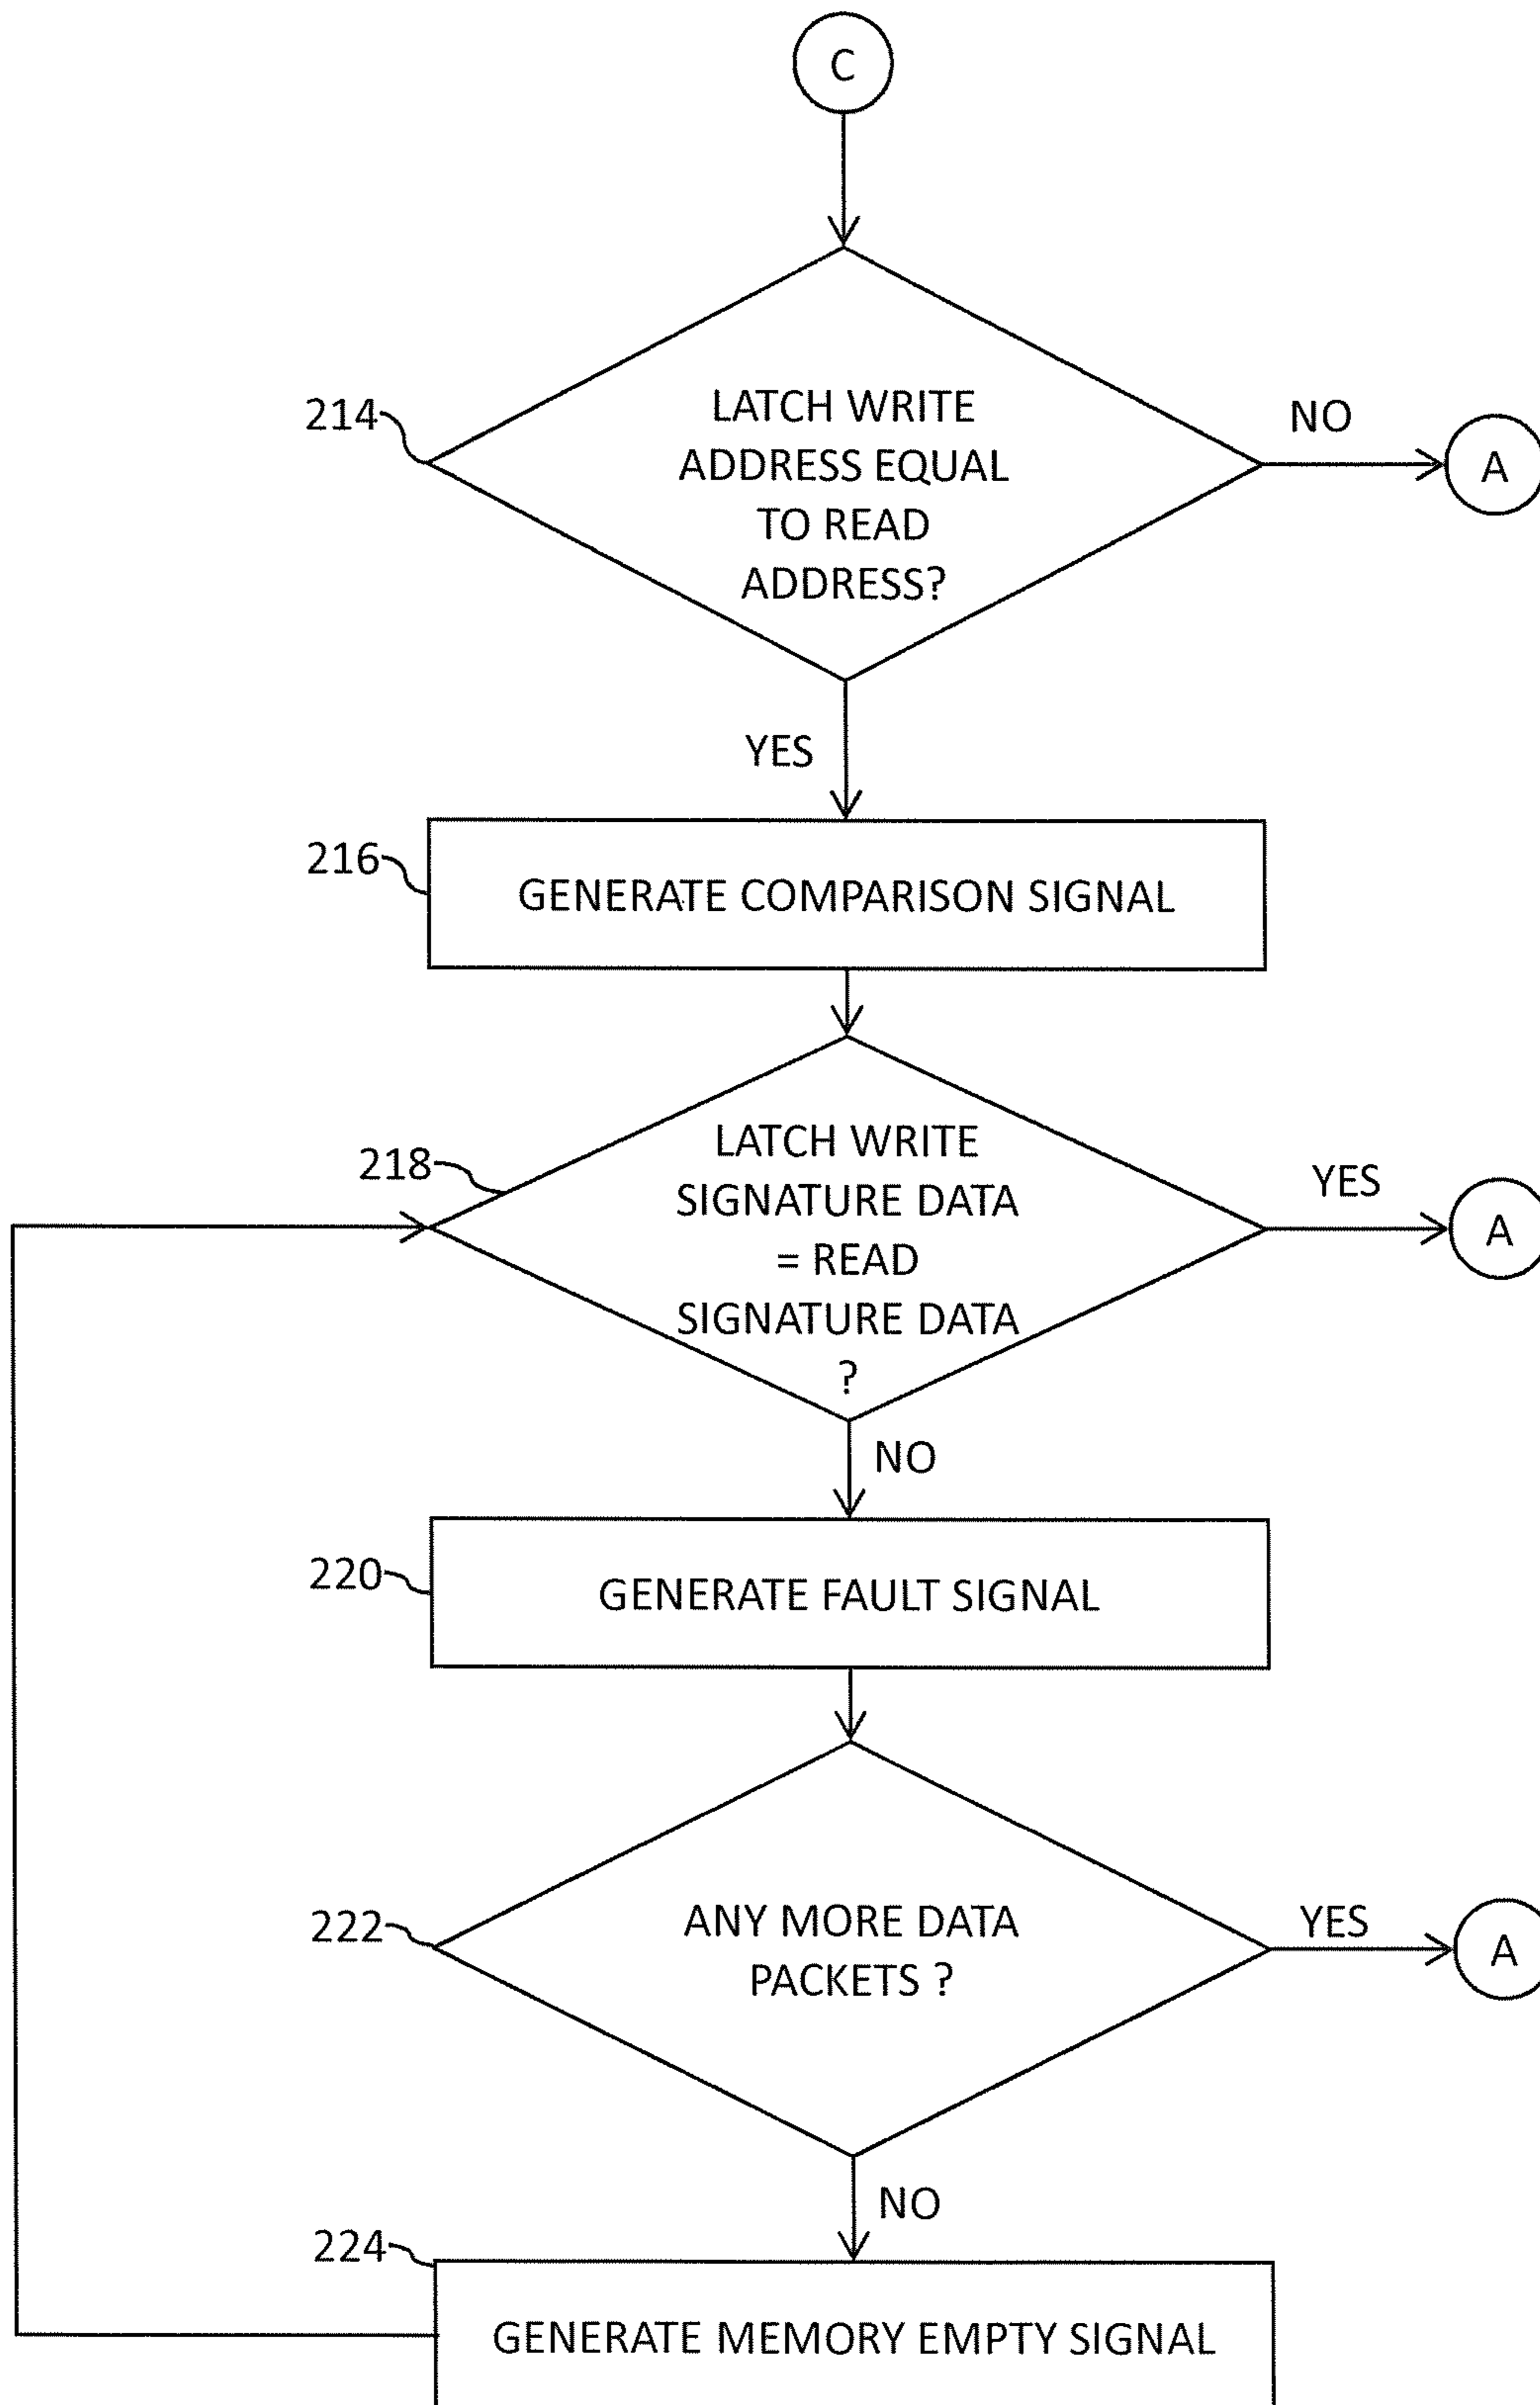 C
214
LATCH WRITE
ADDRESS EQUAL
TO READ
ADDRESS?
NO
A
YES
216
GENERATE COMPARISON SIGNAL
218
LATCH WRITE
SIGNATURE DATA
= READ
SIGNATURE DATA
?
YES
A
NO
220
GENERATE FAULT SIGNAL
222
ANY MORE DATA
PACKETS ?
YES
A
NO
224
GENERATE MEMORY EMPTY SIGNAL